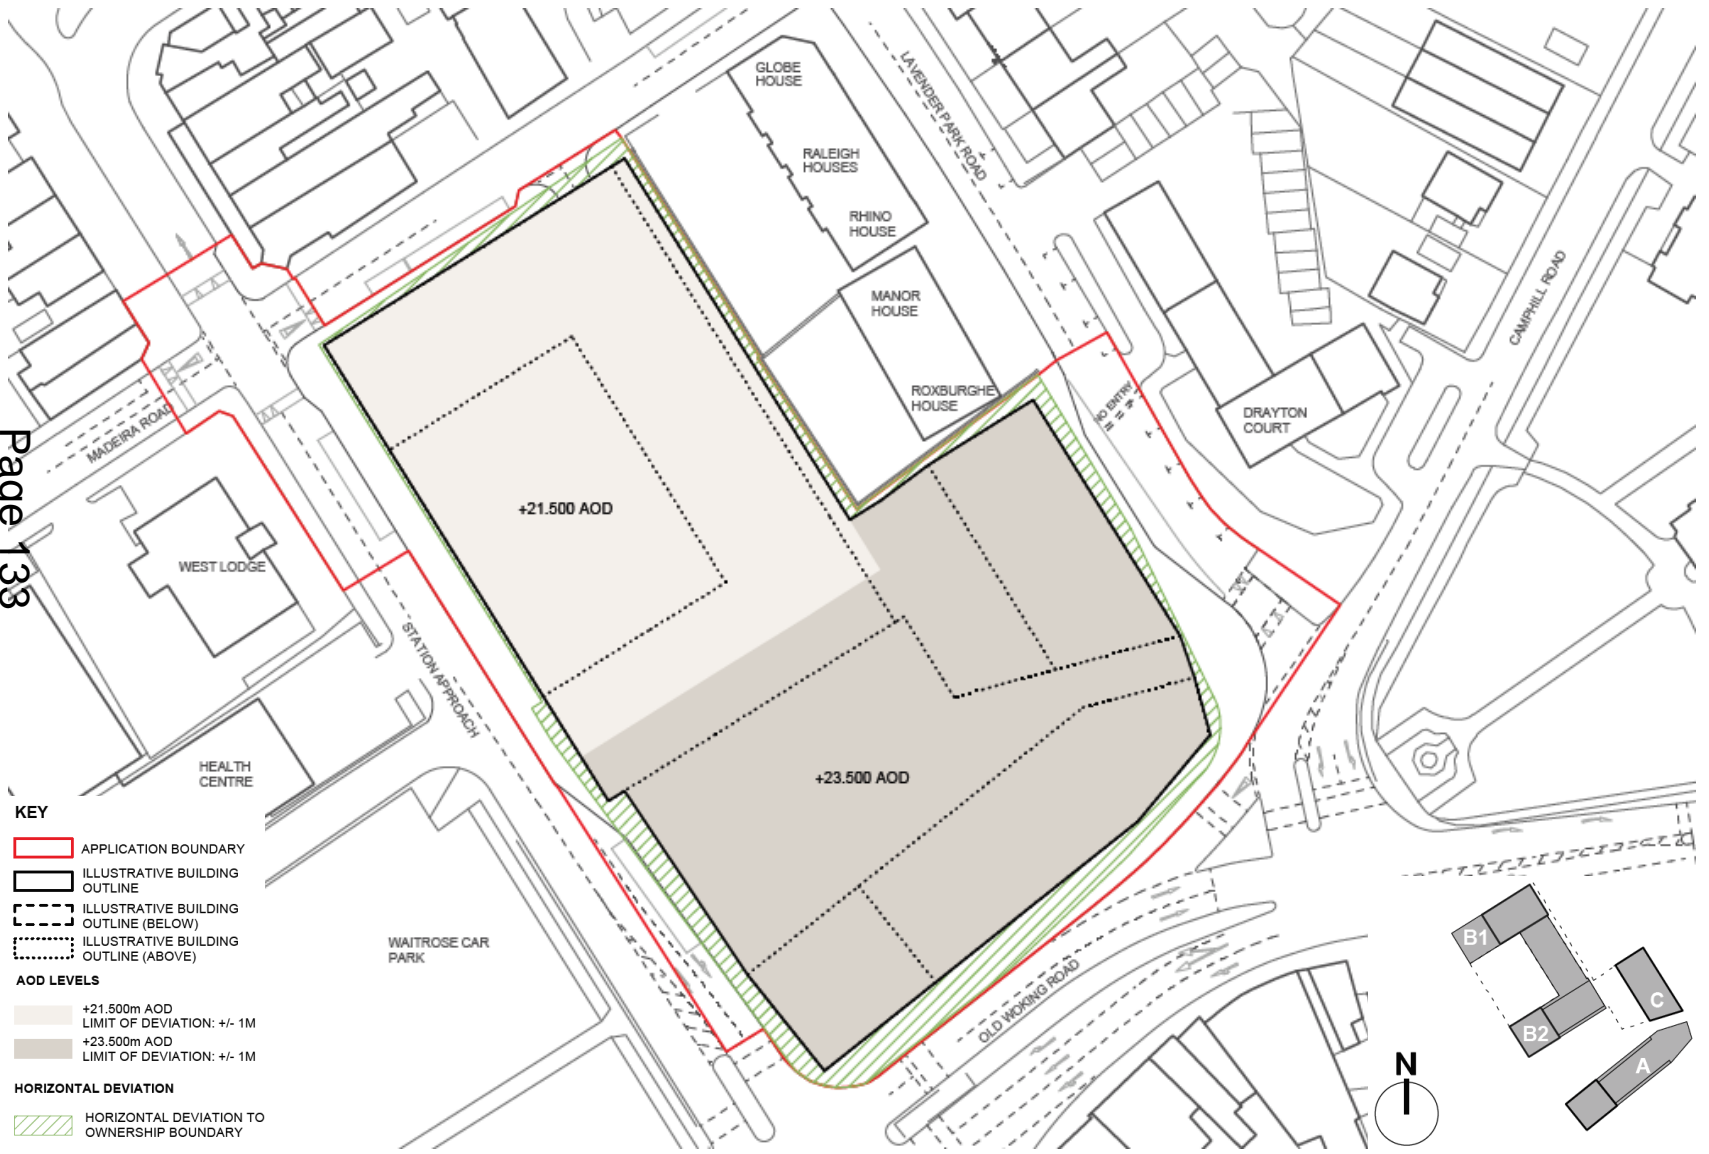 GLOBE
HOUSE
RALEIGH
HOUSES
RHINO
HOUSE
LAVENDER PARK ROAD
MANOR
HOUSE
ROXBURGHE
HOUSE
NO ENTRY
DRAYTON
COURT
CAMPHILL ROAD
MADEIRA ROAD
Page 133
WEST LODGE
+21.500 AOD
STATION APPROACH
HEALTH
CENTRE
+23.500 AOD
WAITROSE CAR
PARK
OLD WOKING ROAD
KEY
APPLICATION BOUNDARY
ILLUSTRATIVE BUILDING
OUTLINE
ILLUSTRATIVE BUILDING
OUTLINE (BELOW)
ILLUSTRATIVE BUILDING
OUTLINE (ABOVE)
AOD LEVELS
+21.500m AOD
LIMIT OF DEVIATION: +/- 1M
+23.500m AOD
LIMIT OF DEVIATION: +/- 1M
HORIZONTAL DEVIATION
HORIZONTAL DEVIATION TO
OWNERSHIP BOUNDARY
B1
C
B2
A
N